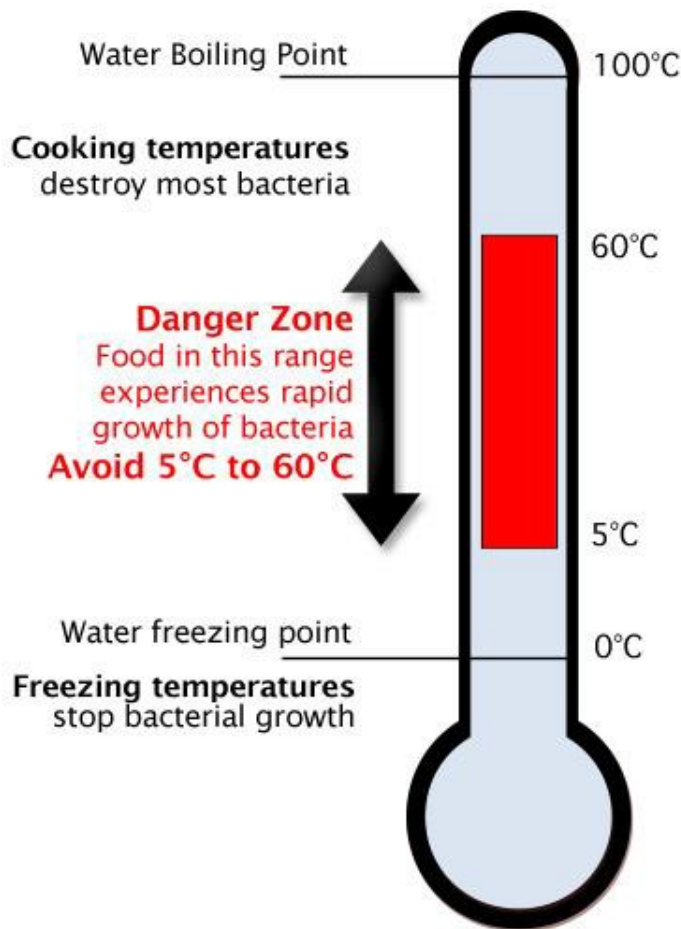 Water Boiling Point
100°C
Cooking temperatures
destroy most bacteria
60°C
Danger Zone
Food in this range
experiences rapid
growth of bacteria
Avoid 5°C to 60°C
5°C
Water freezing point
0°C
Freezing temperatures
stop bacterial growth